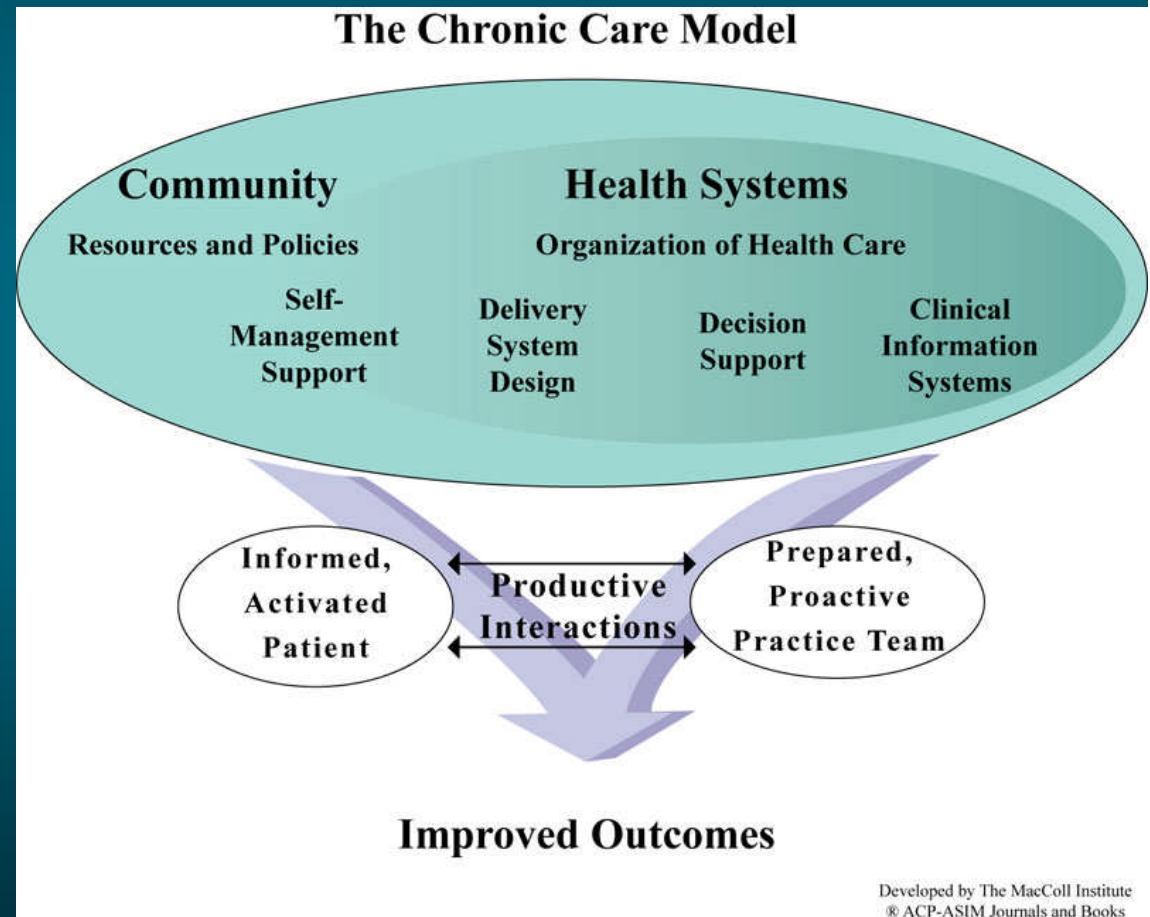 The Chronic Care Model
Community
Resources and Policies
Health Systems
Organization of Health Care
Self-
Management
Support
Delivery
System
Design
Decision
Support
Clinical
Information
Systems
Informed,
Activated
Patient
Productive
Interactions
Prepared,
Proactive
Practice Team
Improved Outcomes
Developed by The MacColl Institute
® ACP-ASIM Journals and Books